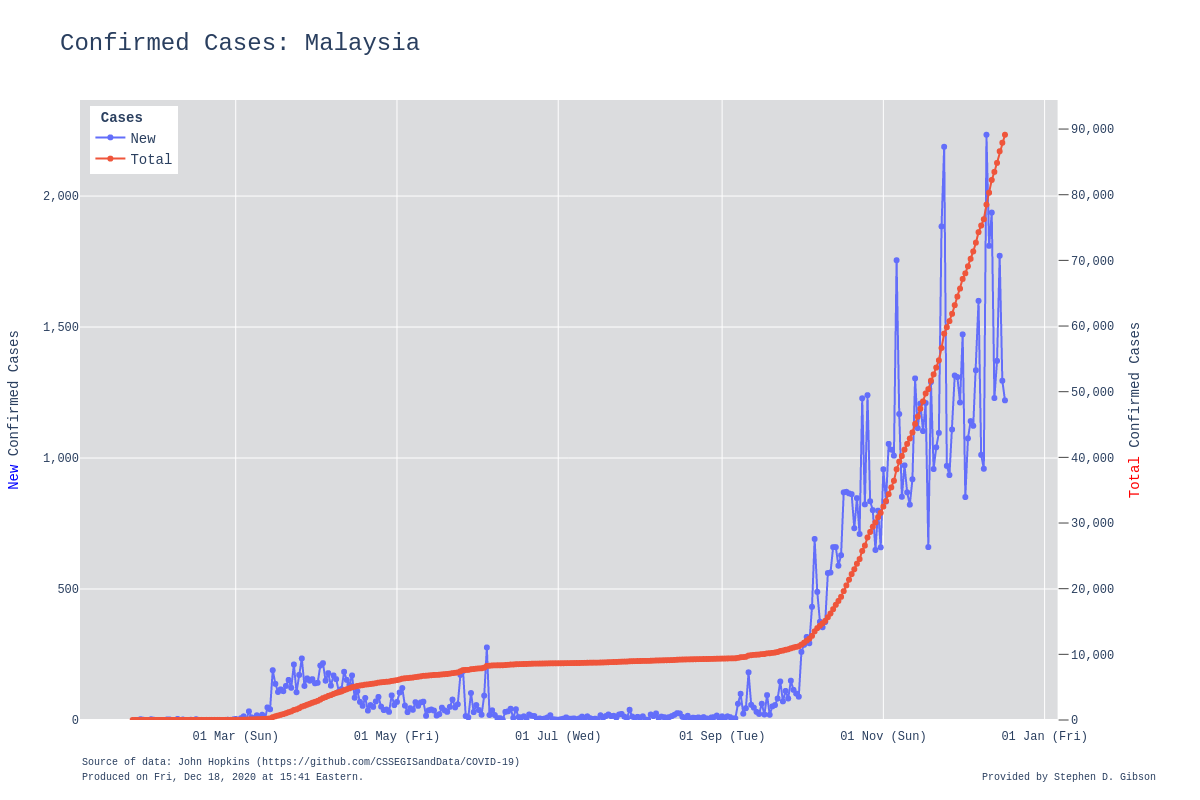 Confirmed Cases: Malaysia
Cases
New
Total
2,000
1,500
1,000
500
0
90,000
80,000
70,000
60,000
50,000
40,000
30,000
20,000
10,000
0
New Confirmed Cases
Total Confirmed Cases
01 Mar (Sun)
01 May (Fri)
01 Jul (Wed)
01 Sep (Tue)
01 Nov (Sun)
01 Jan (Fri)
Source of data: John Hopkins (https://github.com/CSSEGISandData/COVID-19)
Produced on Fri, Dec 18, 2020 at 15:41 Eastern.
Provided by Stephen D. Gibson